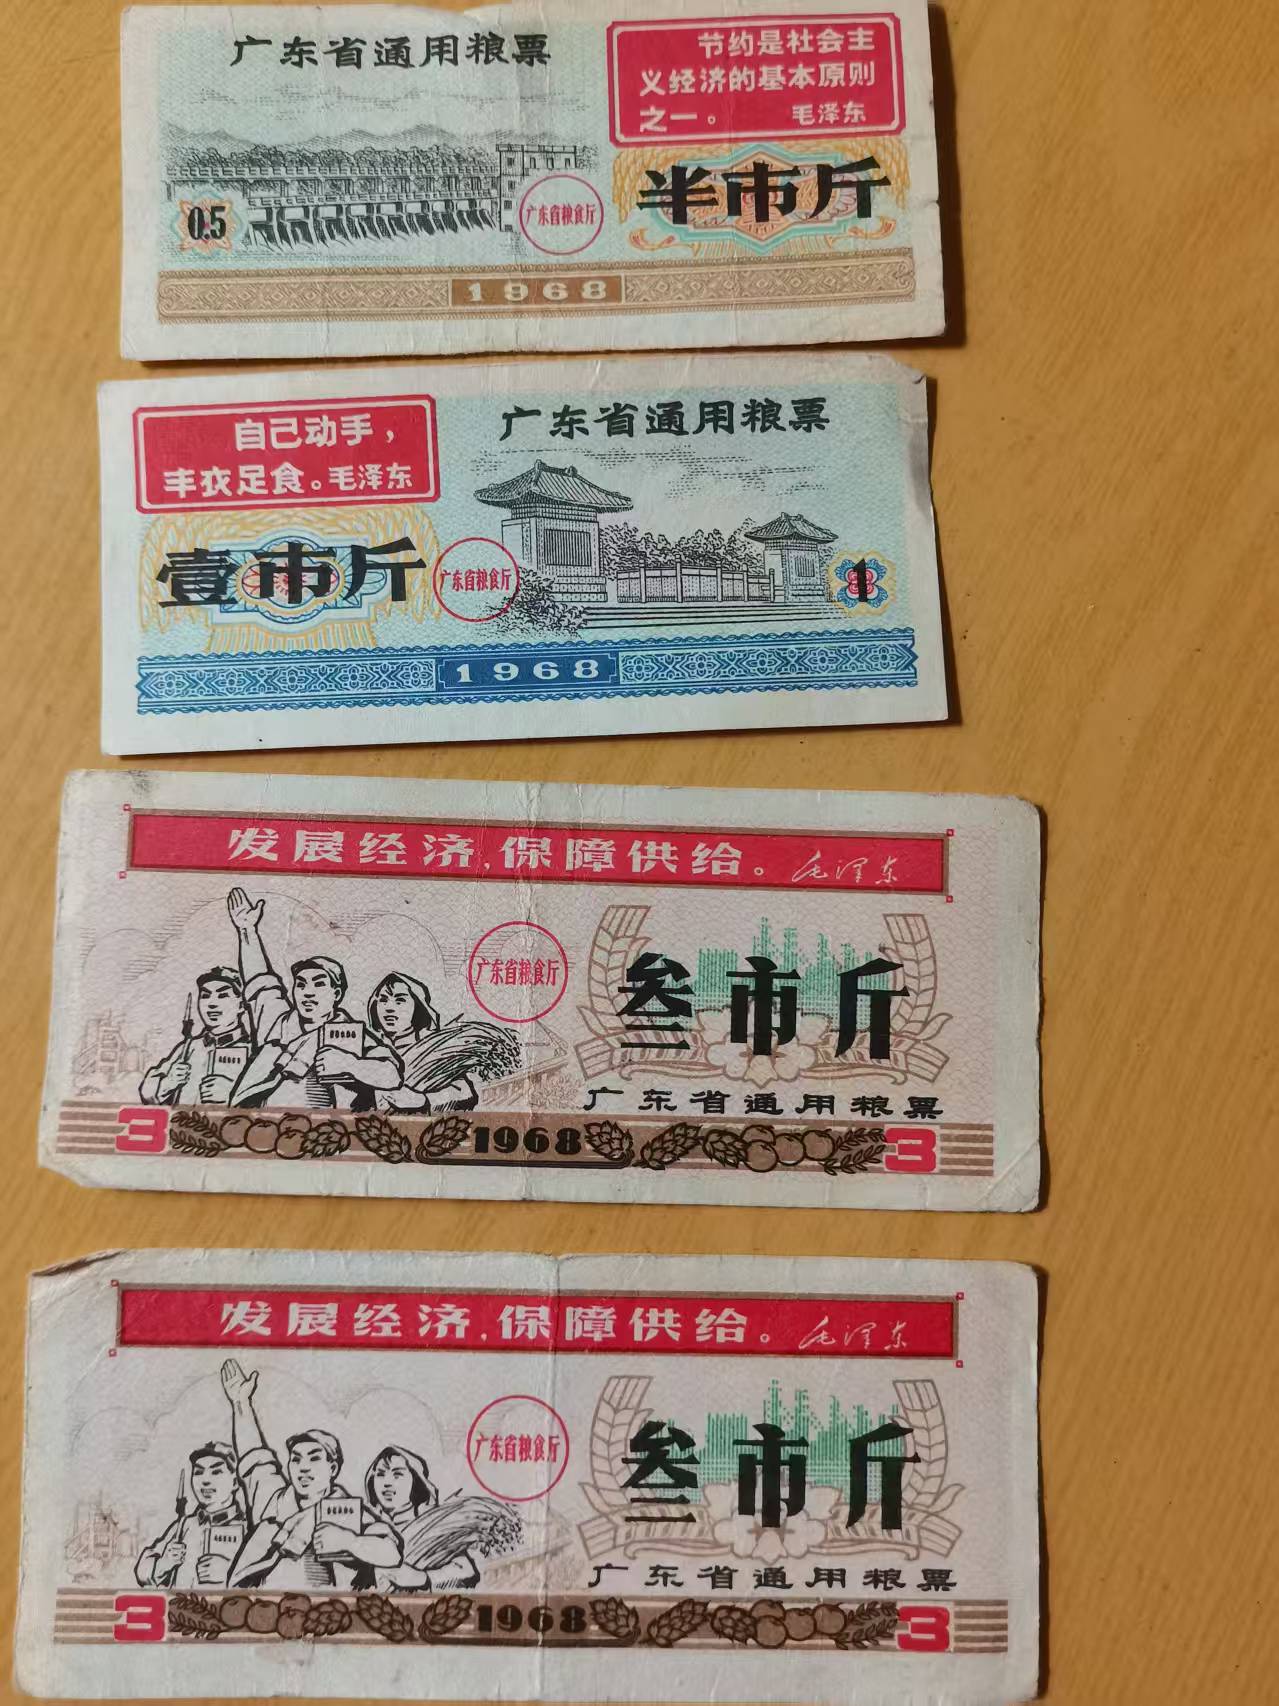 广东省通用粮票
节约是社会主
义经济的基本原则
之一。 毛泽东
半市斤
0.5
广东省粮食厅
1968
自己动手，
丰衣足食。毛泽东
广东省通用粮票
壹市斤
广东省粮食厅
1
1968
发展经济，保障供给。毛泽东
广东省粮食厅
叁市斤
广东省通用粮票
3 1968 3
发展经济，保障供给。毛泽东
广东省粮食厅
叁市斤
广东省通用粮票
3 1968 3